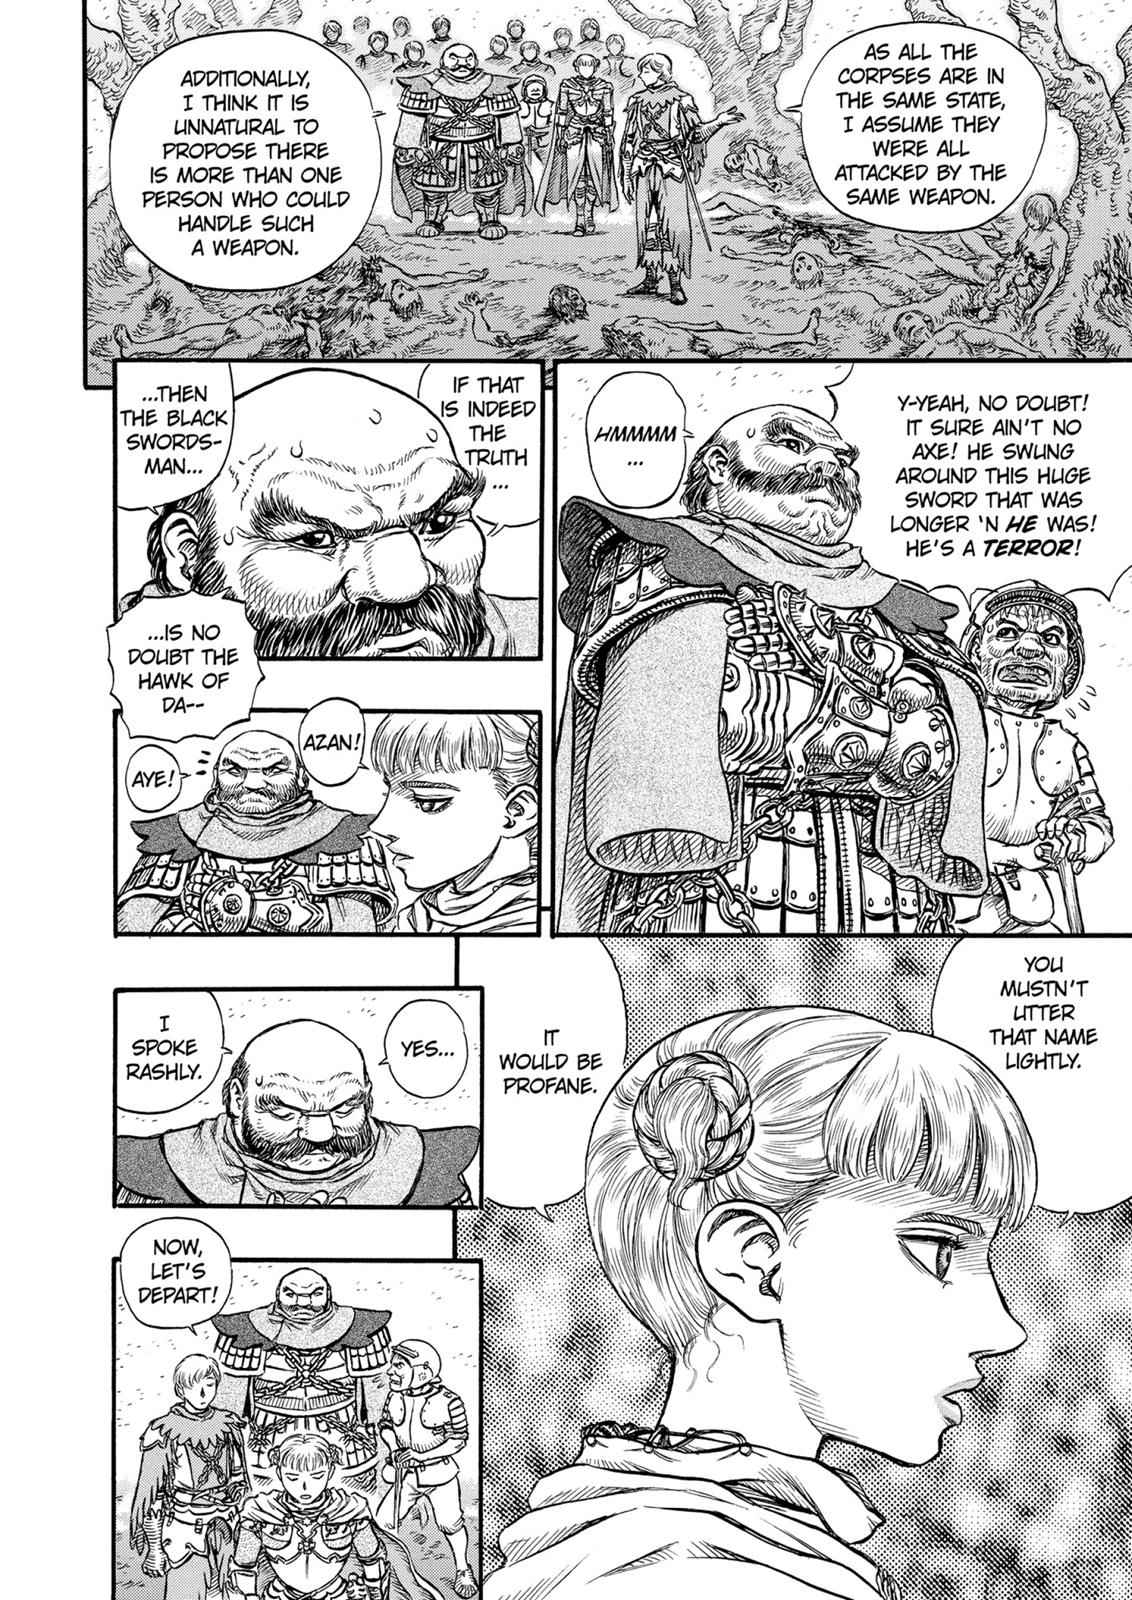 AS ALL THE
CORPSES ARE IN
THE SAME STATE,
I ASSUME THEY
WERE ALL
ATTACKED BY THE
SAME WEAPON.
ADDITIONALLY,
I THINK IT IS
UNNATURAL TO
PROPOSE THERE
IS MORE THAN ONE
PERSON WHO COULD
HANDLE SUCH
A WEAPON.
Y-YEAH, NO DOUBT!
IT SURE AIN'T NO
AXE! HE SWUNG
AROUND THIS HUGE
SWORD THAT WAS
LONGER 'N HE WAS!
HE'S A TERROR!
HMMMM
...
IF THAT
IS INDEED
THE
TRUTH
...
...THEN
THE BLACK
SWORDS-
MAN...
...IS NO
DOUBT THE
HAWK OF
DA--
AZAN!
AYE!
YOU
MUSTN'T
UTTER
THAT NAME
LIGHTLY.
IT
WOULD BE
PROFANE.
YES...
I
SPOKE
RASHLY.
NOW,
LET'S
DEPART!